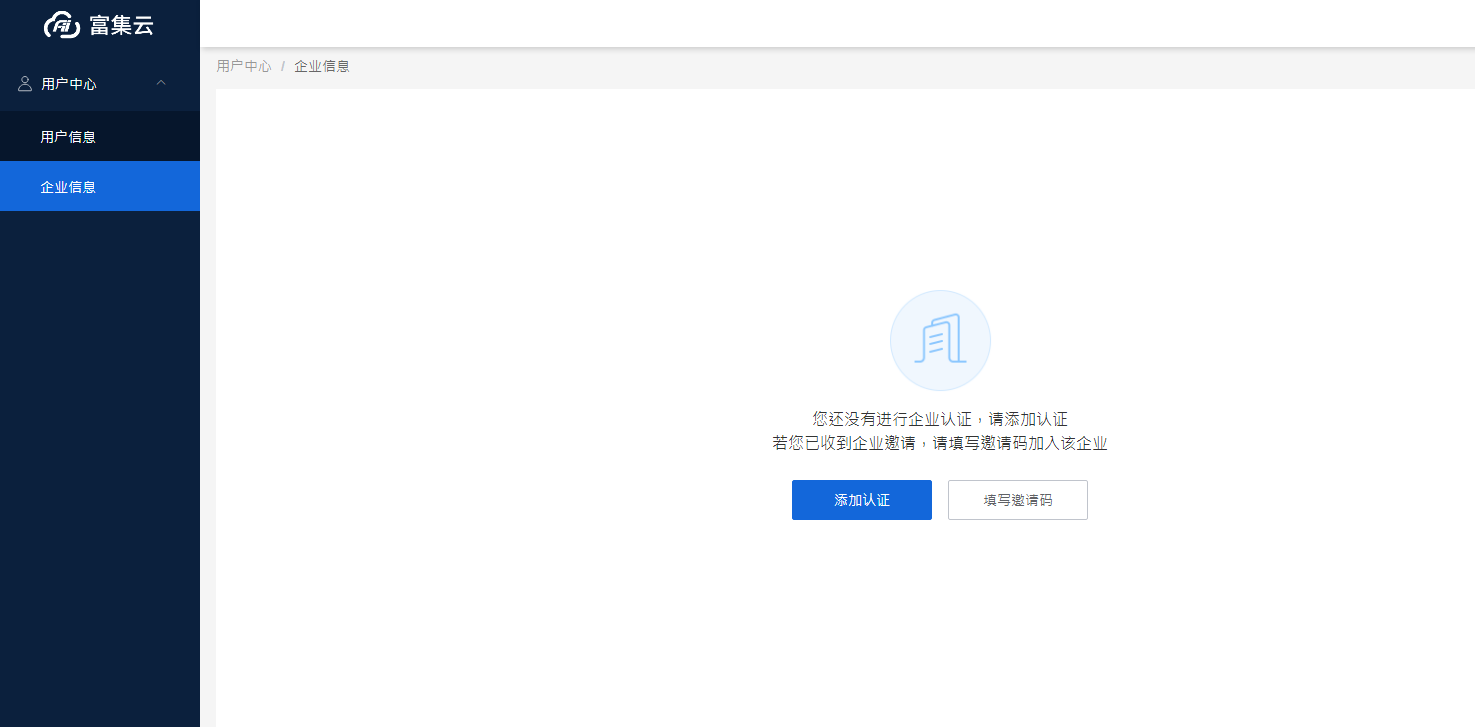 富集云
用户中心
用户信息
企业信息
用户中心 / 企业信息
您还没有进行企业认证，请添加认证
若您已收到企业邀请，请填写邀请码加入该企业
添加认证
填写邀请码